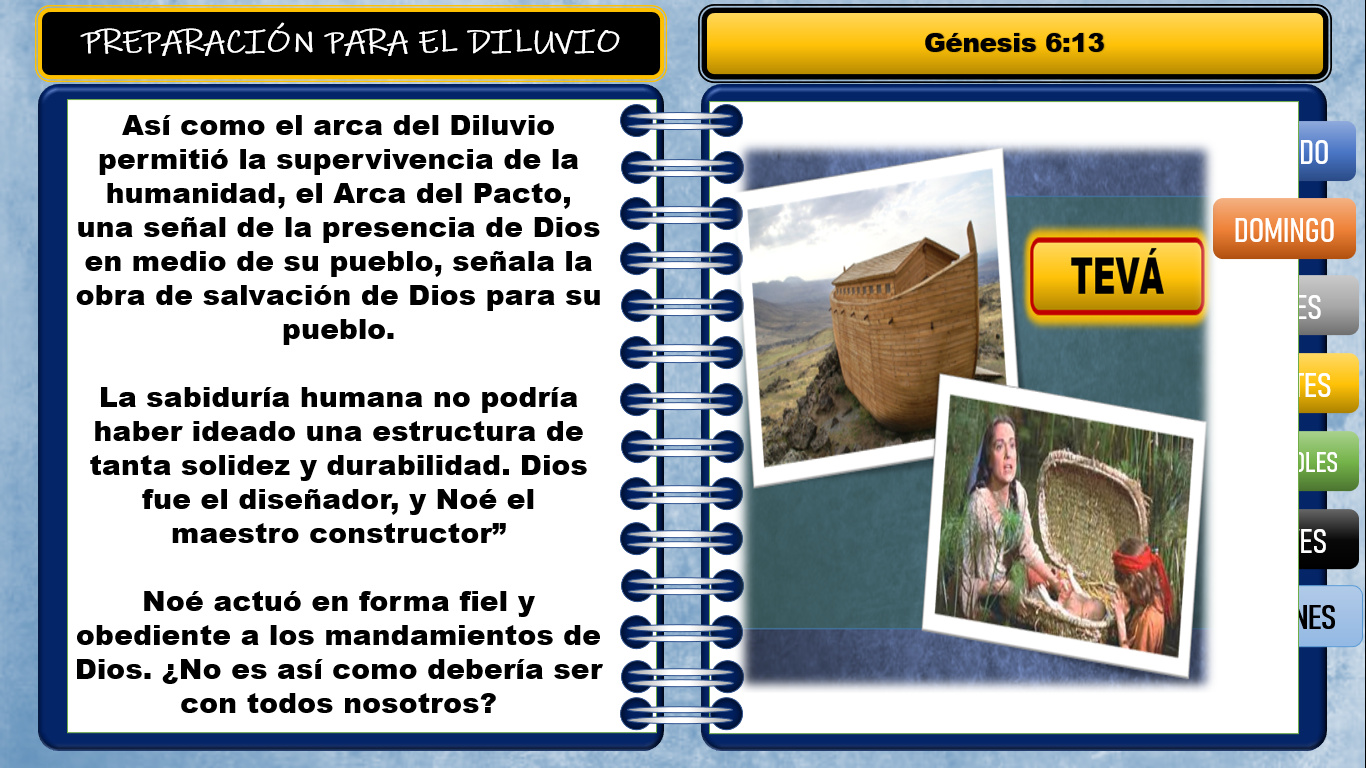 PREPARACIÓN PARA EL DILUVIO
Génesis 6:13
Así como el arca del Diluvio
permitió la supervivencia de la
humanidad, el Arca del Pacto,
una señal de la presencia de Dios
en medio de su pueblo, señala la
obra de salvación de Dios para su
pueblo.
La sabiduría humana no podría
haber ideado una estructura de
tanta solidez y durabilidad. Dios
fue el diseñador, y Noé el
maestro constructor”
Noé actuó en forma fiel y
obediente a los mandamientos de
Dios. ¿No es así como debería ser
con todos nosotros?
TEVÁ
DO
DOMINGO
ES
TES
OLES
ES
NES